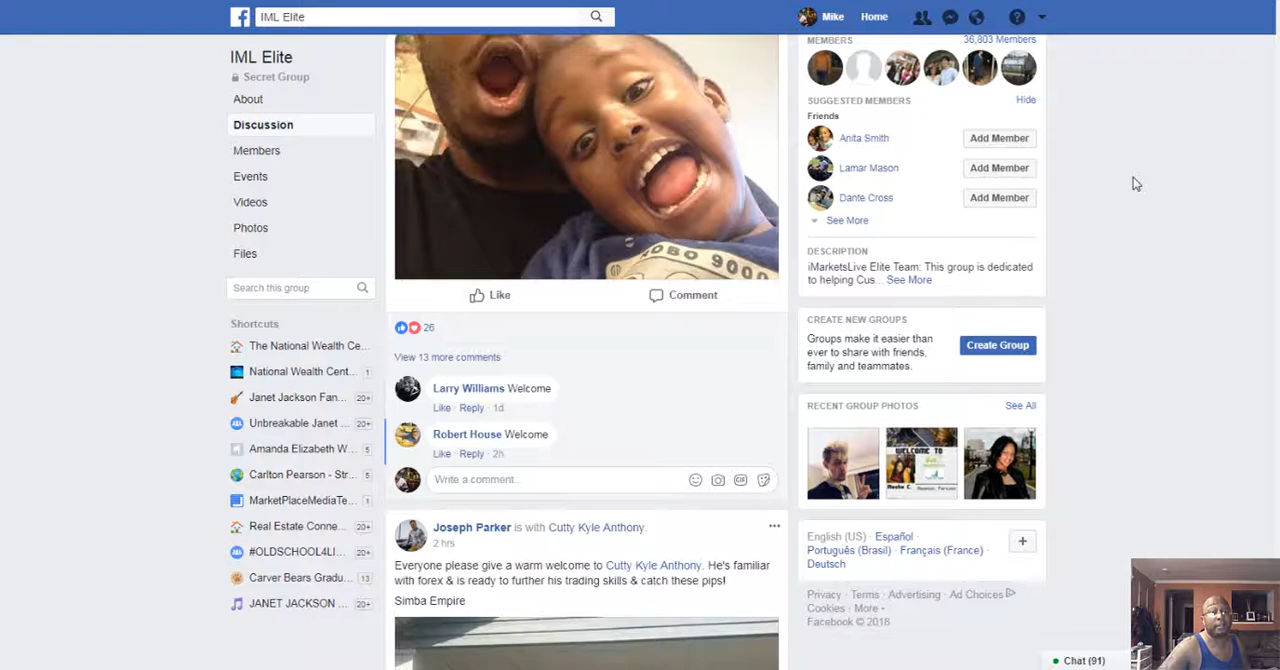 IML Elite
Mike
Home
IML Elite
Secret Group
About
Discussion
Members
Events
Videos
Photos
Files
Search this group
Shortcuts
The National Wealth Ce...
National Wealth Cent... 1
Janet Jackson Fan... 20+
Unbreakable Janet ... 20+
Amanda Elizabeth W... 5
Carlton Pearson - Str... 5
MarketPlaceMediaTe... 1
Real Estate Conne... 20+
#OLDSCHOOL4LI... 20+
Carver Bears Gradu... 13
JANET JACKSON ... 20+
OBO 9000
Like
Comment
26
View 13 more comments
Larry Williams Welcome
Like · Reply · 1d
Robert House Welcome
Like · Reply · 2h
Write a comment...
GIF
Joseph Parker is with Cutty Kyle Anthony.
2 hrs
Everyone please give a warm welcome to Cutty Kyle Anthony. He's familiar
with forex & is ready to further his trading skills & catch these pips!
Simba Empire
MEMBERS
36,803 Members
SUGGESTED MEMBERS
Hide
Friends
Anita Smith
Add Member
Lamar Mason
Add Member
Dante Cross
Add Member
See More
DESCRIPTION
iMarketsLive Elite Team: This group is dedicated
to helping Cus... See More
CREATE NEW GROUPS
Groups make it easier than
ever to share with friends,
family and teammates.
Create Group
RECENT GROUP PHOTOS
See All
WELCOME TO
English (US) · Español ·
Português (Brasil) · Français (France) ·
Deutsch
Privacy · Terms · Advertising · Ad Choices
Cookies · More
Facebook © 2018
Chat (91)